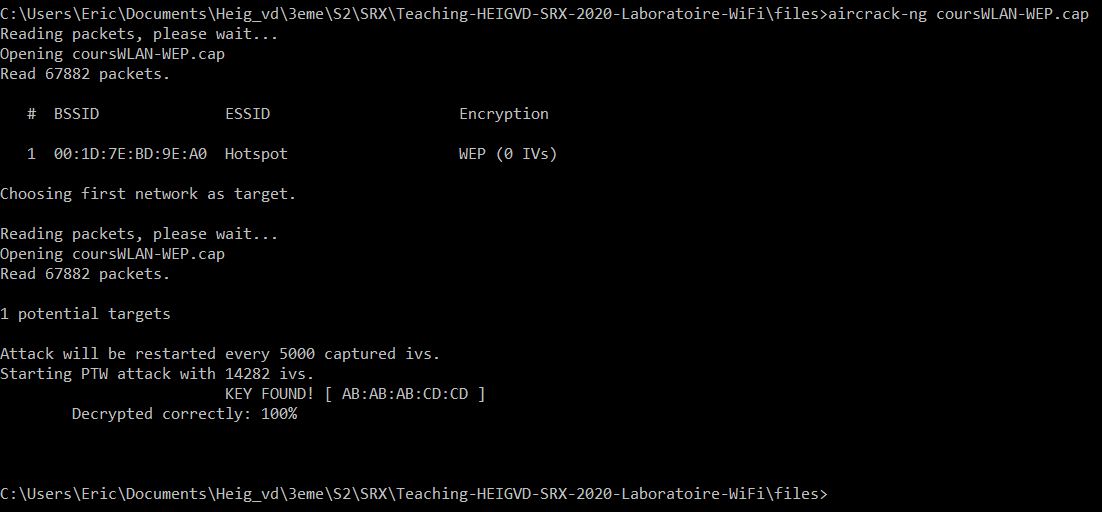 C:\Users\Eric\Documents\Heig_vd\3eme\S2\SRX\Teaching-HEIGVD-SRX-2020-Laboratoire-WiFi\files>aircrack-ng coursWLAN-WEP.cap
Reading packets, please wait...
Opening coursWLAN-WEP.cap
Read 67882 packets.
# BSSID ESSID Encryption
1 00:1D:7E:BD:9E:A0 Hotspot WEP (0 IVs)
Choosing first network as target.
Reading packets, please wait...
Opening coursWLAN-WEP.cap
Read 67882 packets.
1 potential targets
Attack will be restarted every 5000 captured ivs.
Starting PTW attack with 14282 ivs.
KEY FOUND! [ AB:AB:AB:CD:CD ]
Decrypted correctly: 100%
C:\Users\Eric\Documents\Heig_vd\3eme\S2\SRX\Teaching-HEIGVD-SRX-2020-Laboratoire-WiFi\files>